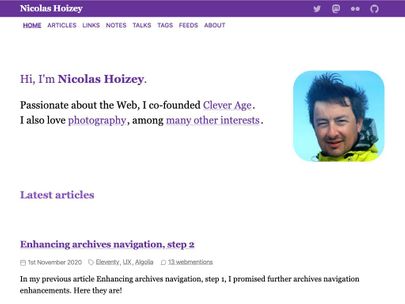 Nicolas Hoizey
HOME ARTICLES LINKS NOTES TALKS TAGS FEEDS ABOUT
Hi, I'm Nicolas Hoizey.
Passionate about the Web, I co-founded Clever Age.
I also love photography, among many other interests.
Latest articles
Enhancing archives navigation, step 2
1st November 2020 Eleventy, UX, Algolia 13 webmentions
In my previous article Enhancing archives navigation, step 1, I promised further archives navigation
enhancements. Here they are!